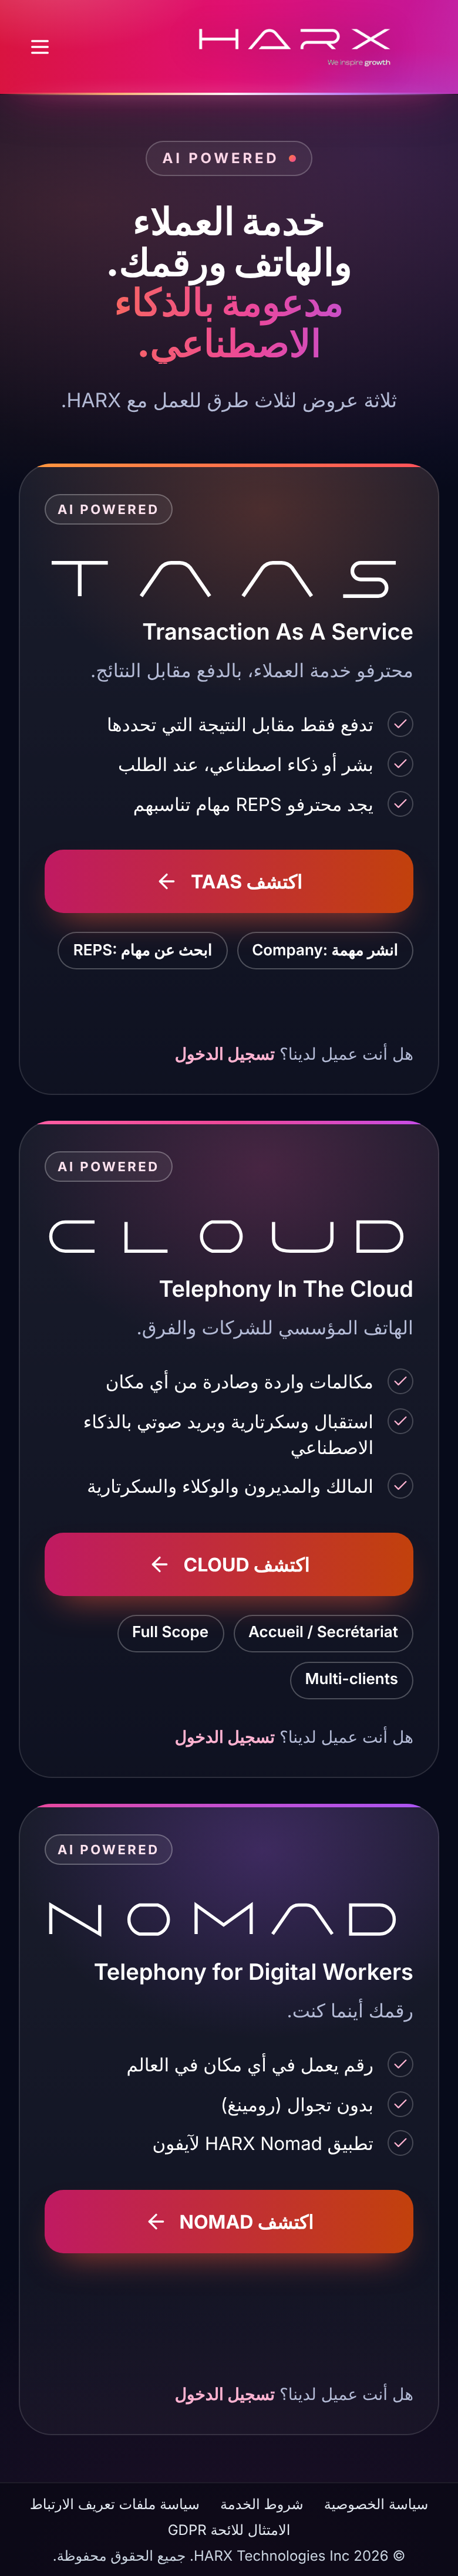 HARX
We inspire growth
AI POWERED
خدمة العملاء
والهاتف ورقمك.
مدعومة بالذكاء
الاصطناعي.
ثلاثة عروض لثلاث طرق للعمل مع HARX.
AI POWERED
TAAS
Transaction As A Service
محترفو خدمة العملاء، بالدفع مقابل النتائج.
تدفع فقط مقابل النتيجة التي تحددها
بشر أو ذكاء اصطناعي، عند الطلب
يجد محترفو REPS مهام تناسبهم
اكتشف TAAS
Company: انشر مهمة
REPS: ابحث عن مهام
هل أنت عميل لدينا؟ تسجيل الدخول
AI POWERED
CLOUD
Telephony In The Cloud
الهاتف المؤسسي للشركات والفرق.
مكالمات واردة وصادرة من أي مكان
استقبال وسكرتارية وبريد صوتي بالذكاء
الاصطناعي
المالك والمديرون والوكلاء والسكرتارية
اكتشف CLOUD
Accueil / Secrétariat
Full Scope
Multi-clients
هل أنت عميل لدينا؟ تسجيل الدخول
AI POWERED
NOMAD
Telephony for Digital Workers
رقمك أينما كنت.
رقم يعمل في أي مكان في العالم
بدون تجوال (رومينغ)
تطبيق HARX Nomad لآيفون
اكتشف NOMAD
هل أنت عميل لدينا؟ تسجيل الدخول
سياسة الخصوصية شروط الخدمة سياسة ملفات تعريف الارتباط
الامتثال للائحة GDPR
© 2026 HARX Technologies Inc. جميع الحقوق محفوظة.